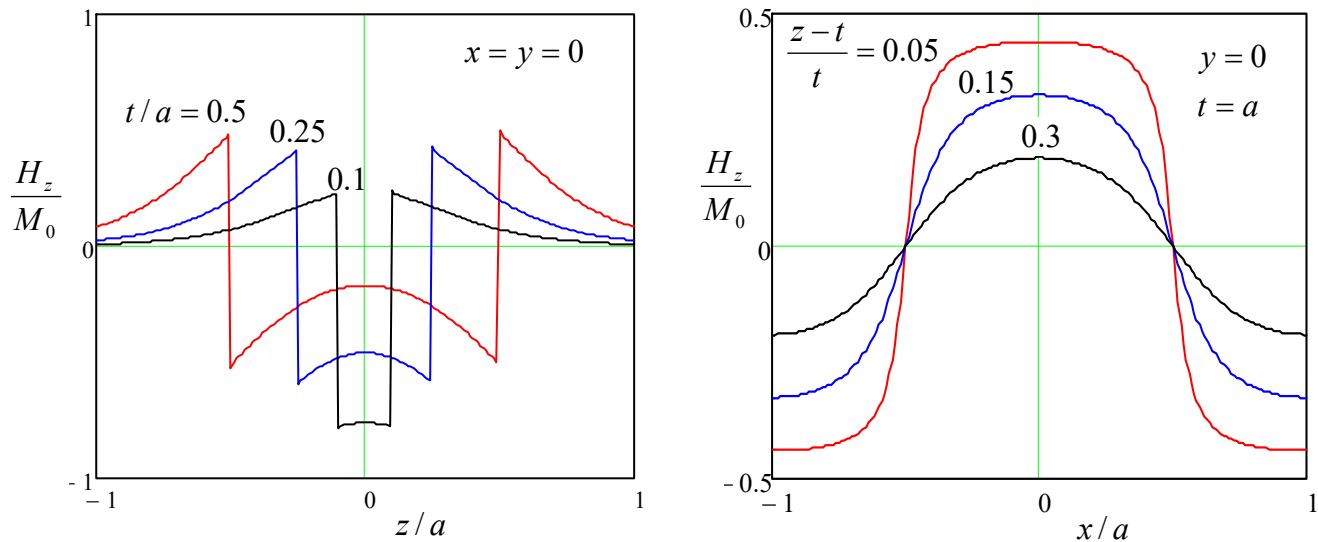 1
x = y = 0
t / a = 0.5
0.25
0.1
H_z
M_0
0
- 1
- 1
0
1
z / a
0.5
z - t
t
= 0.05
y = 0
0.15
t = a
0.3
H_z
M_0
0
- 0.5
- 1
0
1
x / a